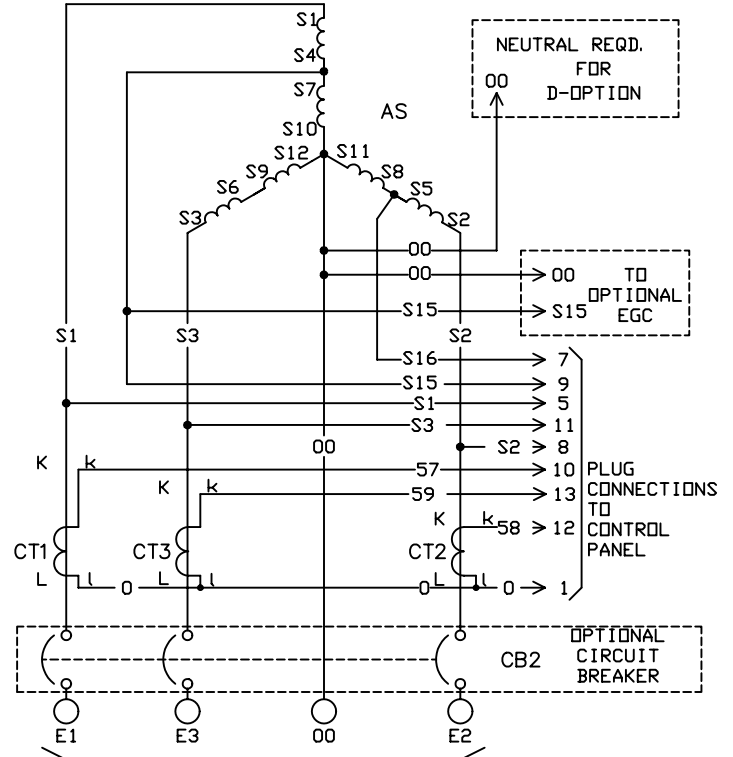 S1
S4
NEUTRAL REQD.
FOR
D-OPTION
00
S7
AS
S10
S12
S11
S9
S8
S6
S5
S3
S2
00
00
00
TO
OPTIONAL
EGC
S15
S15
S1
S3
S2
S16
7
S15
9
S1
5
S3
11
00
S2
8
K
k
57
10
PLUG
CONNECTIONS
TO
CONTROL
PANEL
K
k
59
13
K
k
58
12
CT1
CT3
CT2
L
l
0
L
l
0
L
l
0
1
OPTIONAL
CIRCUIT
BREAKER
CB2
E1
E3
00
E2